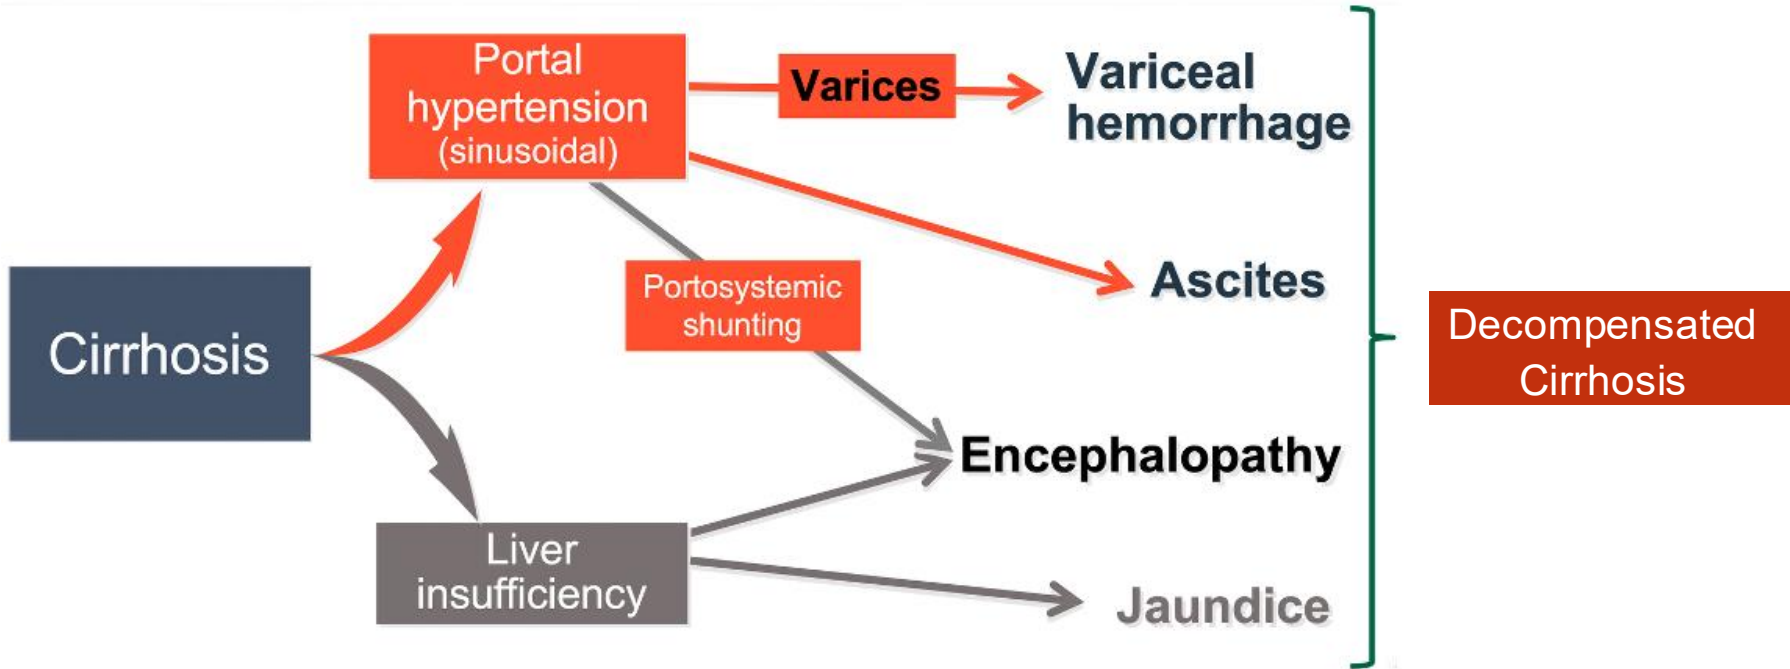 Portal
hypertension
(sinusoidal)
Varices
Variceal
hemorrhage
Ascites
Portosystemic
shunting
Cirrhosis
Decompensated
Cirrhosis
Encephalopathy
Liver
insufficiency
Jaundice